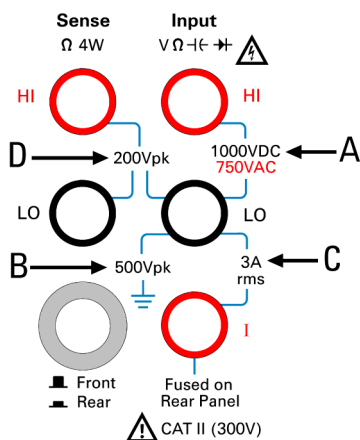 Sense Input
Ω 4W VΩ
HI HI
D 200Vpk 1000VDC A
750VAC
LO LO
B 500Vpk 3A C
rms
I
Front Fused on
Rear Rear Panel
CAT II (300V)